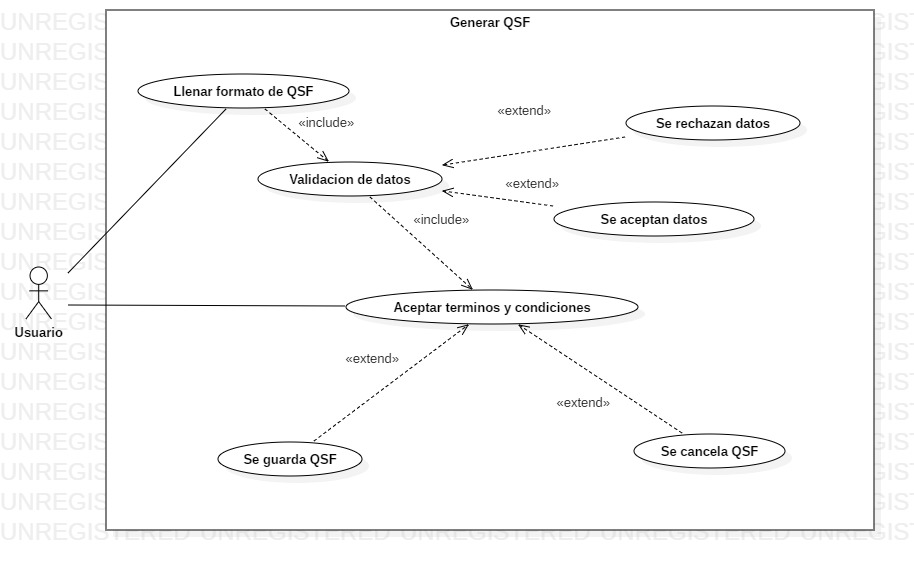 Generar QSF
Llenar formato de QSF
«include»
«extend»
Se rechazan datos
Validacion de datos
«extend»
Se aceptan datos
«include»
Aceptar terminos y condiciones
Usuario
«extend»
«extend»
Se guarda QSF
Se cancela QSF
UNREGISTERED UNREGISTERED UNREGISTERED UNREGISTERED UNREGISTERED